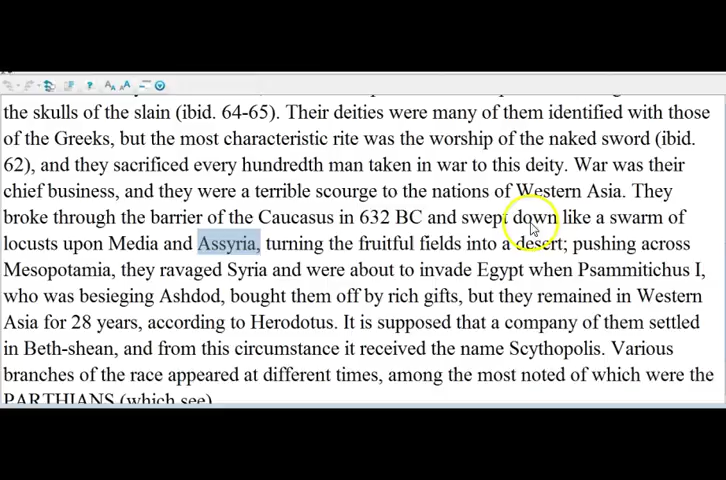 the skulls of the slain (ibid. 64-65). Their deities were many of them identified with those
of the Greeks, but the most characteristic rite was the worship of the naked sword (ibid.
62), and they sacrificed every hundredth man taken in war to this deity. War was their
chief business, and they were a terrible scourge to the nations of Western Asia. They
broke through the barrier of the Caucasus in 632 BC and swept down like a swarm of
locusts upon Media and Assyria, turning the fruitful fields into a desert; pushing across
Mesopotamia, they ravaged Syria and were about to invade Egypt when Psammitichus I,
who was besieging Ashdod, bought them off by rich gifts, but they remained in Western
Asia for 28 years, according to Herodotus. It is supposed that a company of them settled
in Beth-shean, and from this circumstance it received the name Scythopolis. Various
branches of the race appeared at different times, among the most noted of which were the
PARTHIANS (which see)